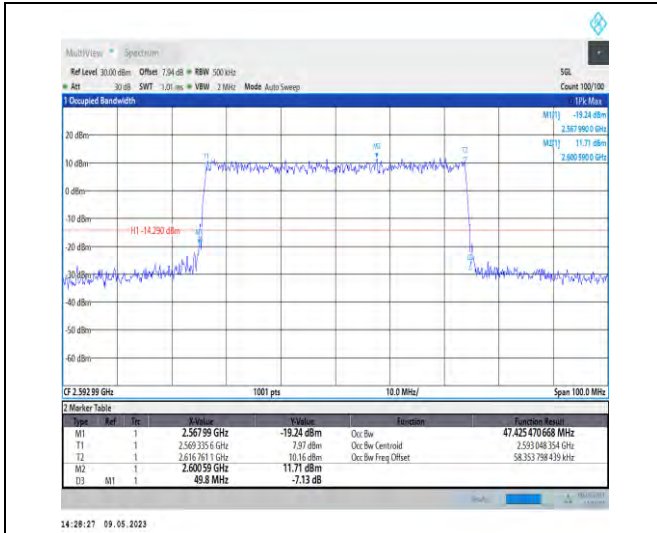 MultiView Spectrum
Ref Level 30.00 dBm Offset 7.94 dB RBW 500 kHz SGL
Att 30 dB SWT 1.01 ms VBW 2 MHz Mode Auto Sweep Count 100/100
1 Occupied Bandwidth 1Pk Max
M1[1] -19.24 dBm
2.567 990 0 GHz
20 dBm
M2[1] 11.71 dBm
2.600 590 0 GHz
M2
T1
T2
10 dBm
0 dBm
-10 dBm
H1 -14.290 dBm
-20 dBm
-30 dBm
-40 dBm
-50 dBm
-60 dBm
CF 2.592 99 GHz 1001 pts 10.0 MHz/ Span 100.0 MHz
2 Marker Table
Type Ref Trc X-Value Y-Value Function Function Result
M1 1 2.567 99 GHz -19.24 dBm Occ Bw 47.425 470 668 MHz
T1 1 2.569 335 6 GHz 7.97 dBm Occ Bw Centroid 2.593 048 354 GHz
T2 1 2.616 761 1 GHz 10.16 dBm Occ Bw Freq Offset 58.353 798 439 kHz
M2 1 2.600 59 GHz 11.71 dBm
D3 M1 1 49.8 MHz -7.13 dB
14:28:27 09.05.2023